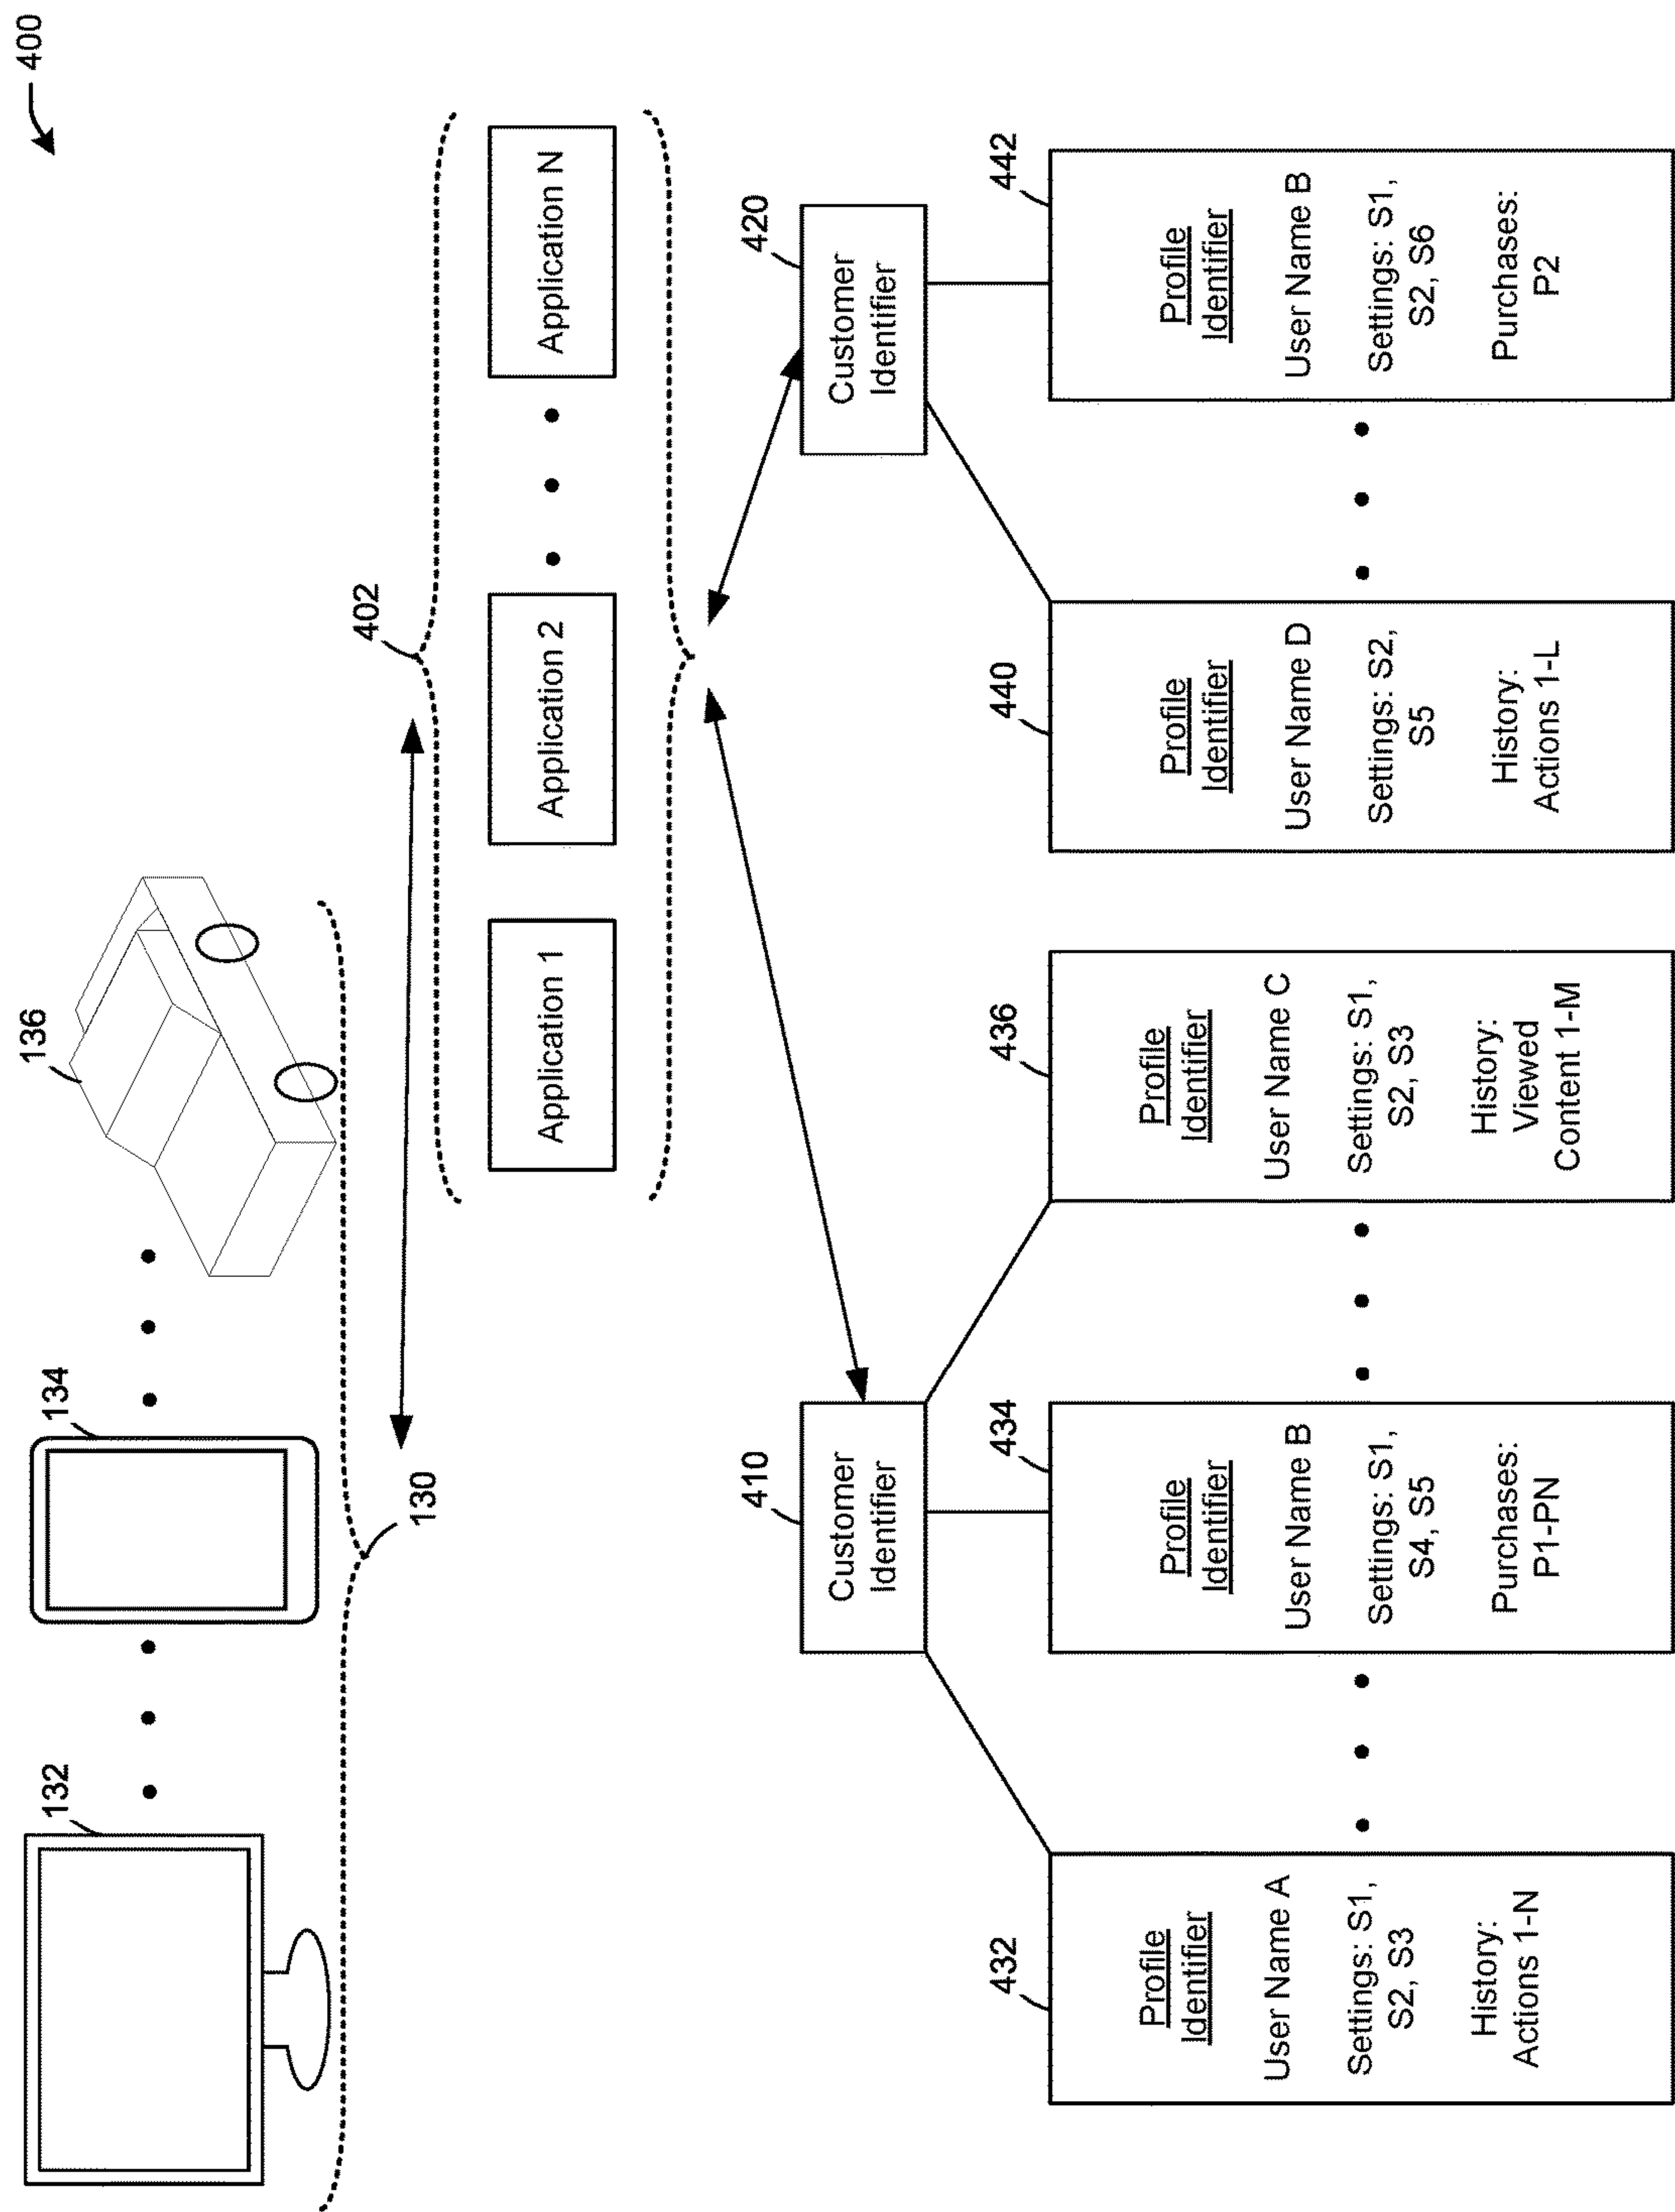 400
132
134
136
130
402
Application 1
Application 2
Application N
410
Customer
Identifier
420
Customer
Identifier
432
Profile
Identifier
User Name A
Settings: S1,
S2, S3
History:
Actions 1-N
434
Profile
Identifier
User Name B
Settings: S1,
S4, S5
Purchases:
P1-PN
436
Profile
Identifier
User Name C
Settings: S1,
S2, S3
History:
Viewed
Content 1-M
440
Profile
Identifier
User Name D
Settings: S2,
S5
History:
Actions 1-L
442
Profile
Identifier
User Name B
Settings: S1,
S2, S6
Purchases:
P2